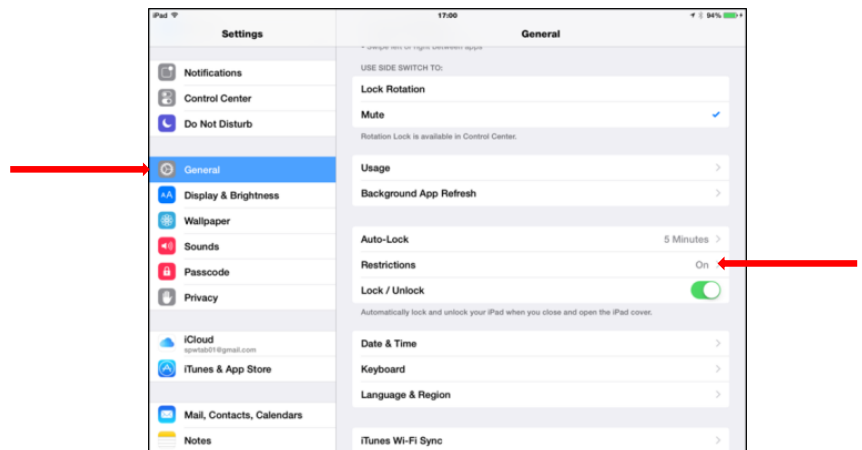 iPad
17:00
94%
Settings
General
- Swipe left or right between apps
Notifications
Control Center
Do Not Disturb
General
Display & Brightness
Wallpaper
Sounds
Passcode
Privacy
iCloud
spwtab01@gmail.com
iTunes & App Store
Mail, Contacts, Calendars
Notes
USE SIDE SWITCH TO:
Lock Rotation
Mute
Rotation Lock is available in Control Center.
Usage
Background App Refresh
Auto-Lock 5 Minutes
Restrictions On
Lock / Unlock
Automatically lock and unlock your iPad when you close and open the iPad cover.
Date & Time
Keyboard
Language & Region
iTunes Wi-Fi Sync